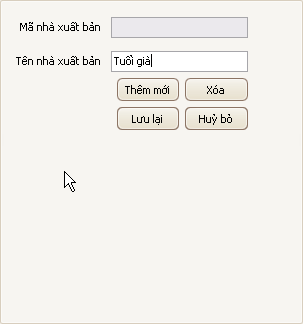 Mã nhà xuất bản
Tên nhà xuất bản Tuổi già
Thêm mới Xóa
Lưu lại Huỷ bỏ